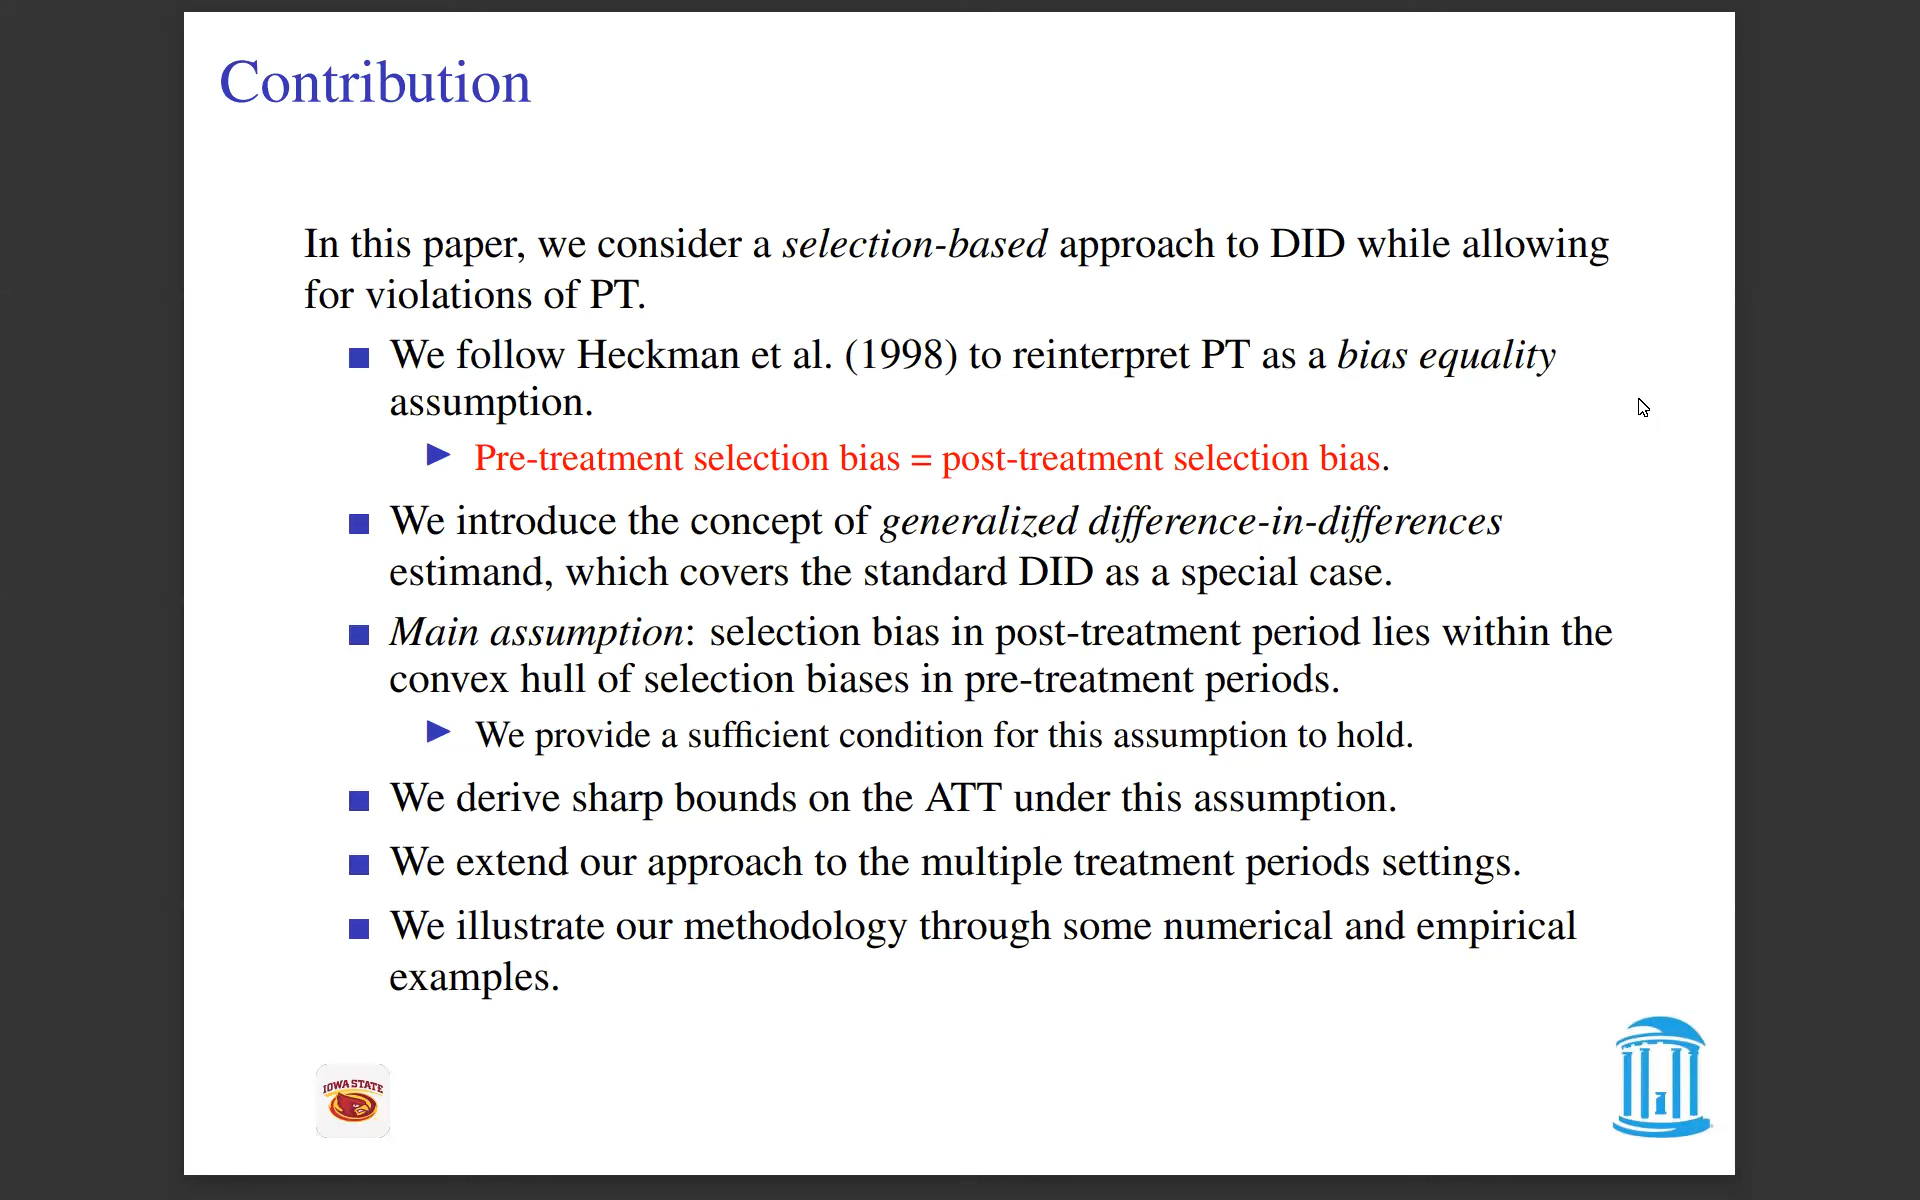 Contribution
In this paper, we consider a selection-based approach to DID while allowing
for violations of PT.
We follow Heckman et al. (1998) to reinterpret PT as a bias equality
assumption.
Pre-treatment selection bias = post-treatment selection bias.
We introduce the concept of generalized difference-in-differences
estimand, which covers the standard DID as a special case.
Main assumption: selection bias in post-treatment period lies within the
convex hull of selection biases in pre-treatment periods.
We provide a sufficient condition for this assumption to hold.
We derive sharp bounds on the ATT under this assumption.
We extend our approach to the multiple treatment periods settings.
We illustrate our methodology through some numerical and empirical
examples.
IOWA STATE